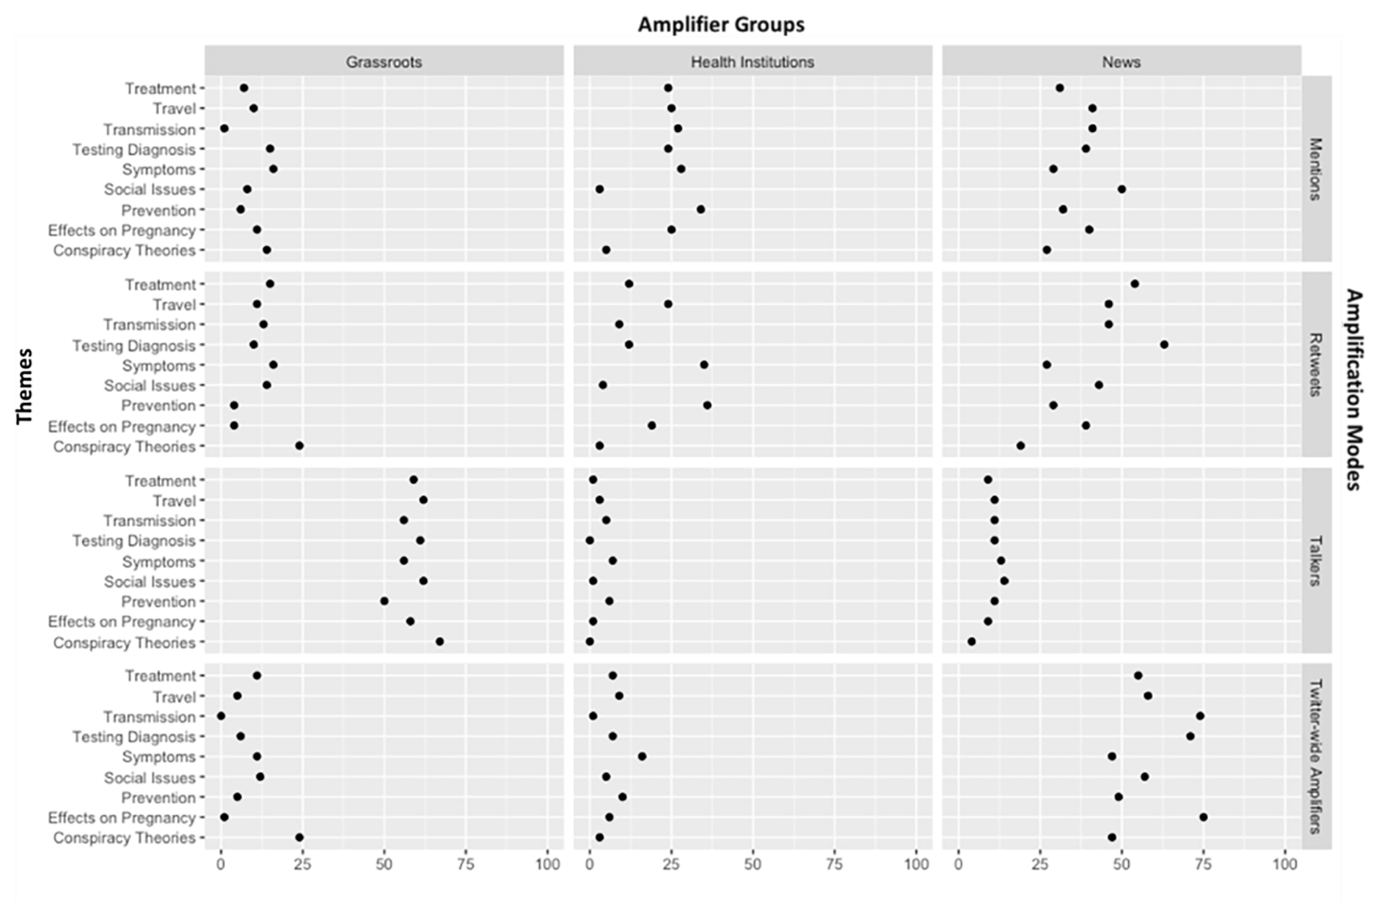 Amplifier Groups
Grassroots
Health Institutions
News
Themes
Treatment
Travel
Transmission
Testing Diagnosis
Symptoms
Social Issues
Prevention
Effects on Pregnancy
Conspiracy Theories
Mentions
Treatment
Travel
Transmission
Testing Diagnosis
Symptoms
Social Issues
Prevention
Effects on Pregnancy
Conspiracy Theories
Retweets
Treatment
Travel
Transmission
Testing Diagnosis
Symptoms
Social Issues
Prevention
Effects on Pregnancy
Conspiracy Theories
Talkers
Treatment
Travel
Transmission
Testing Diagnosis
Symptoms
Social Issues
Prevention
Effects on Pregnancy
Conspiracy Theories
Twitter-wide Amplifiers
Amplification Modes
0 25 50 75 100
0 25 50 75 100
0 25 50 75 100